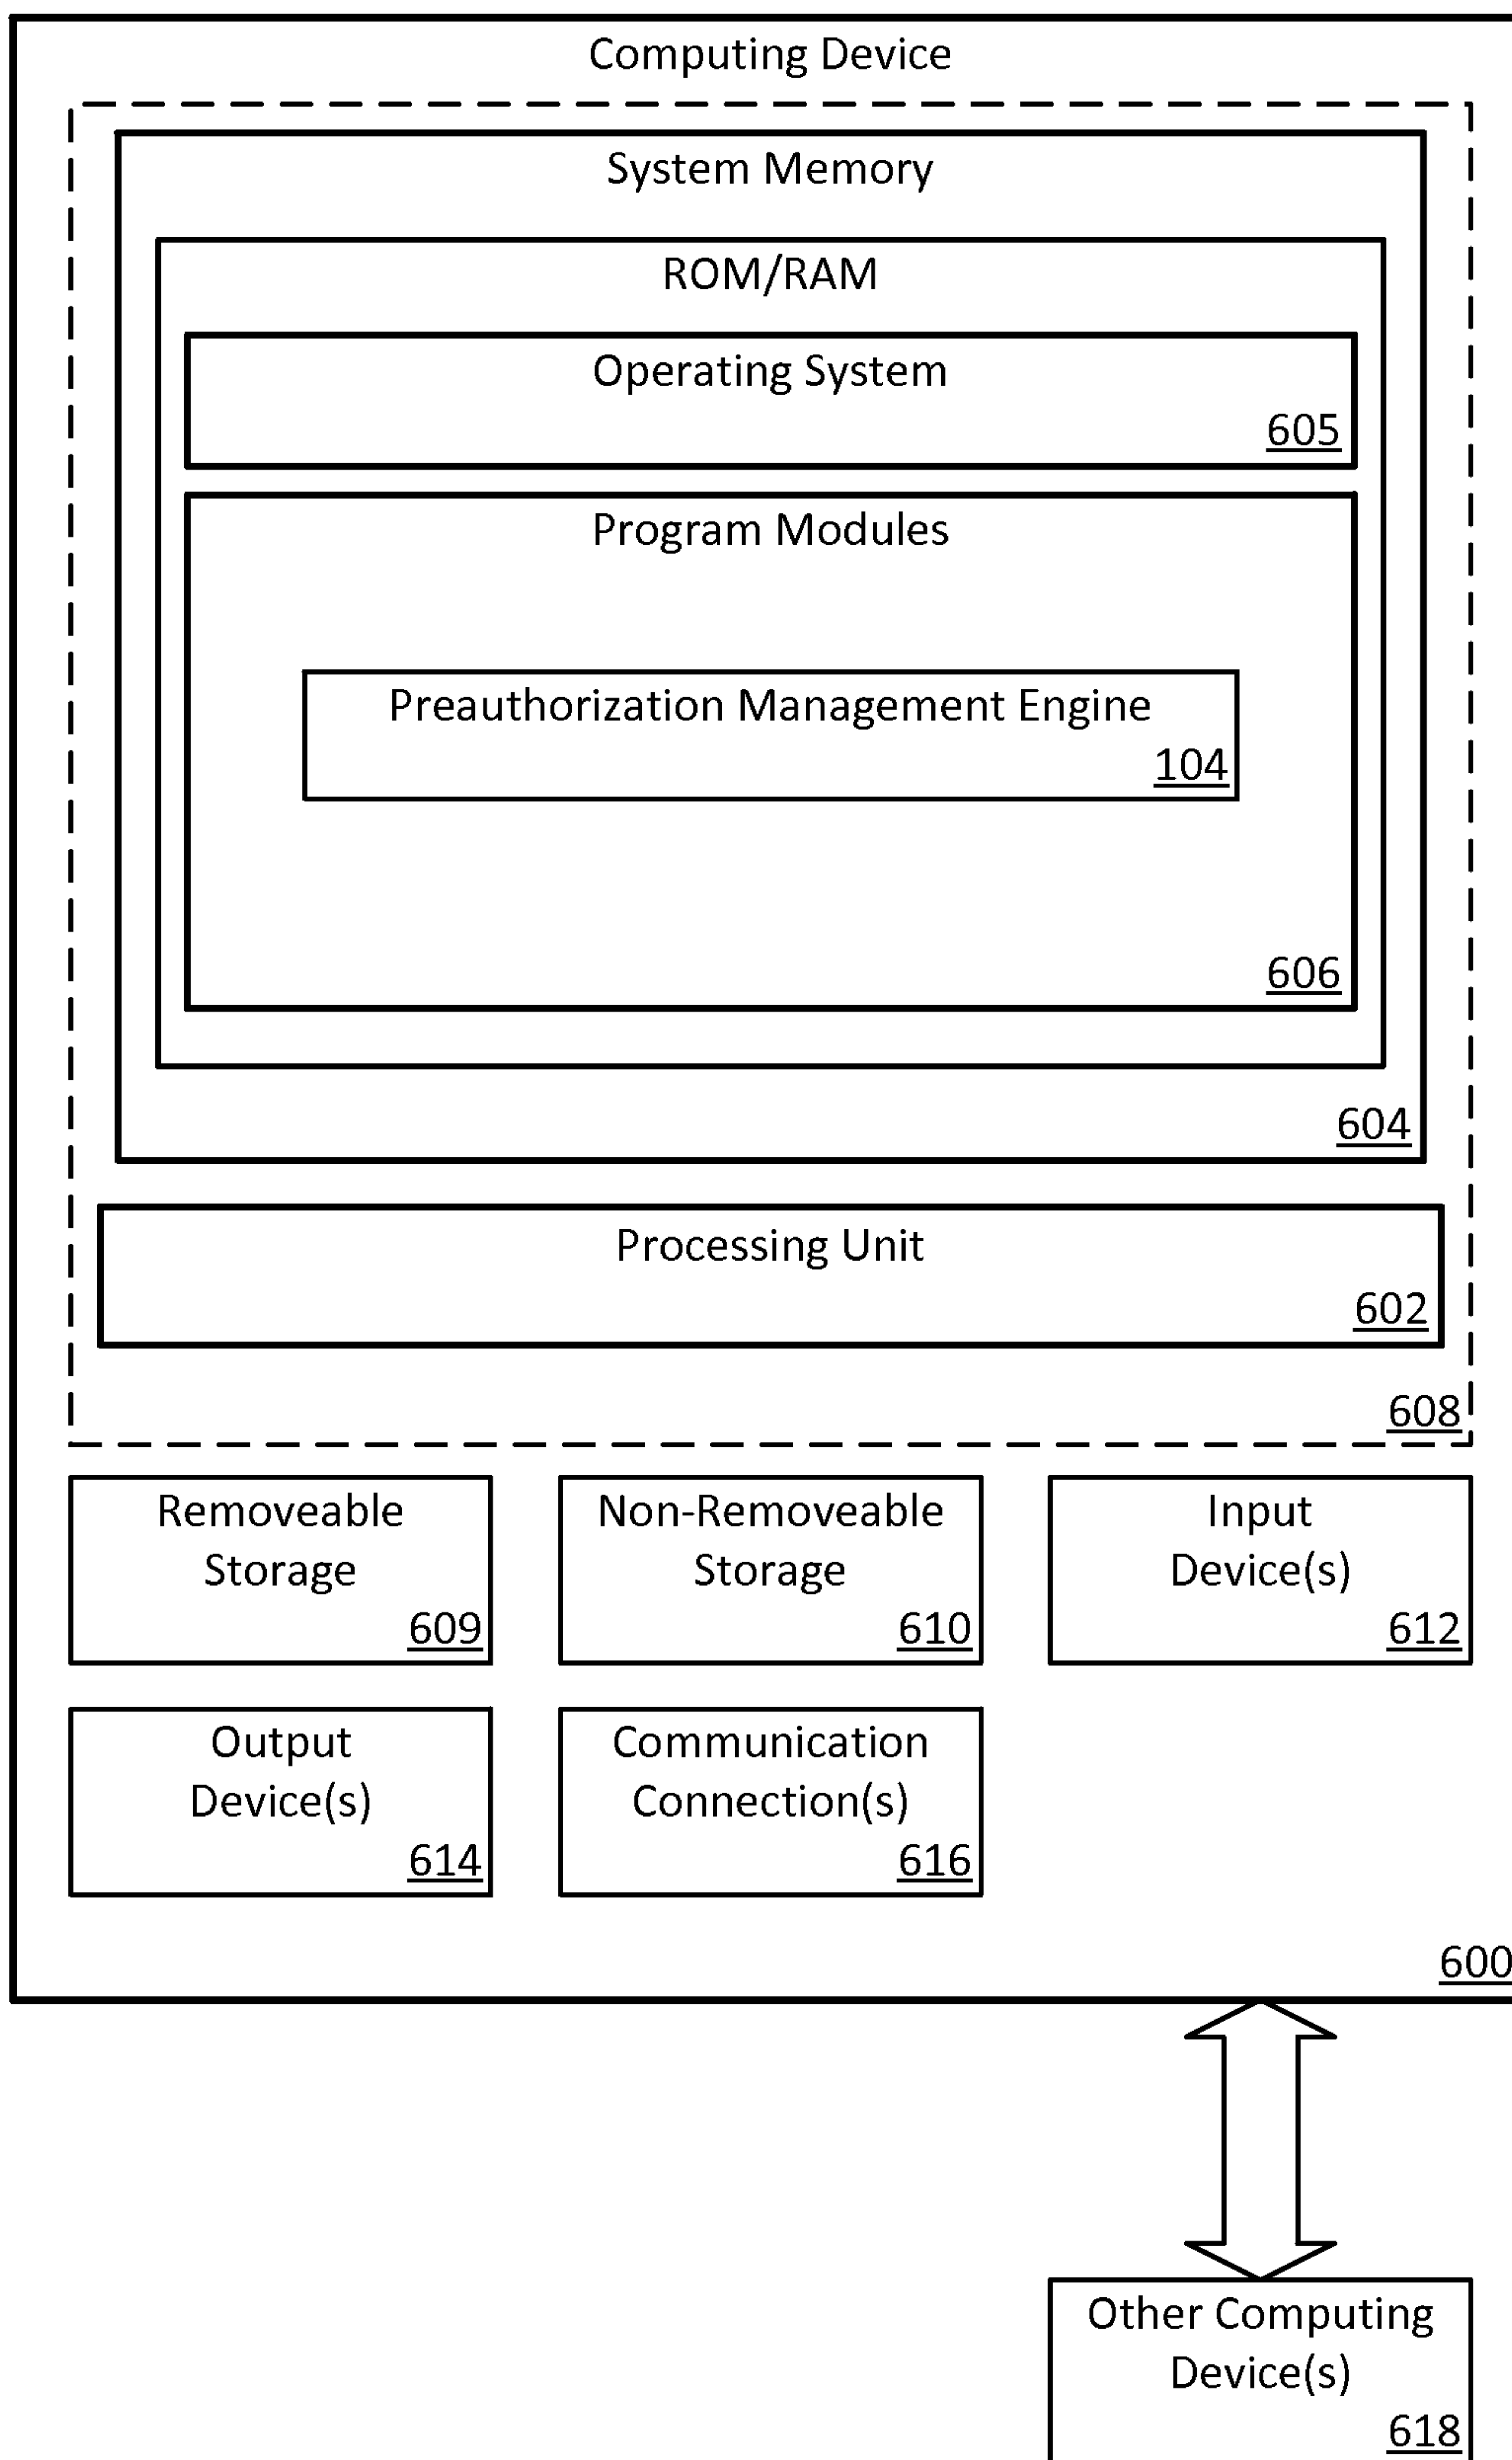 Computing Device
System Memory
ROM/RAM
Operating System
605
Program Modules
Preauthorization Management Engine
104
606
604
Processing Unit
602
608
Removeable
Storage
609
Non-Removeable
Storage
610
Input
Device(s)
612
Output
Device(s)
614
Communication
Connection(s)
616
600
Other Computing
Device(s)
618